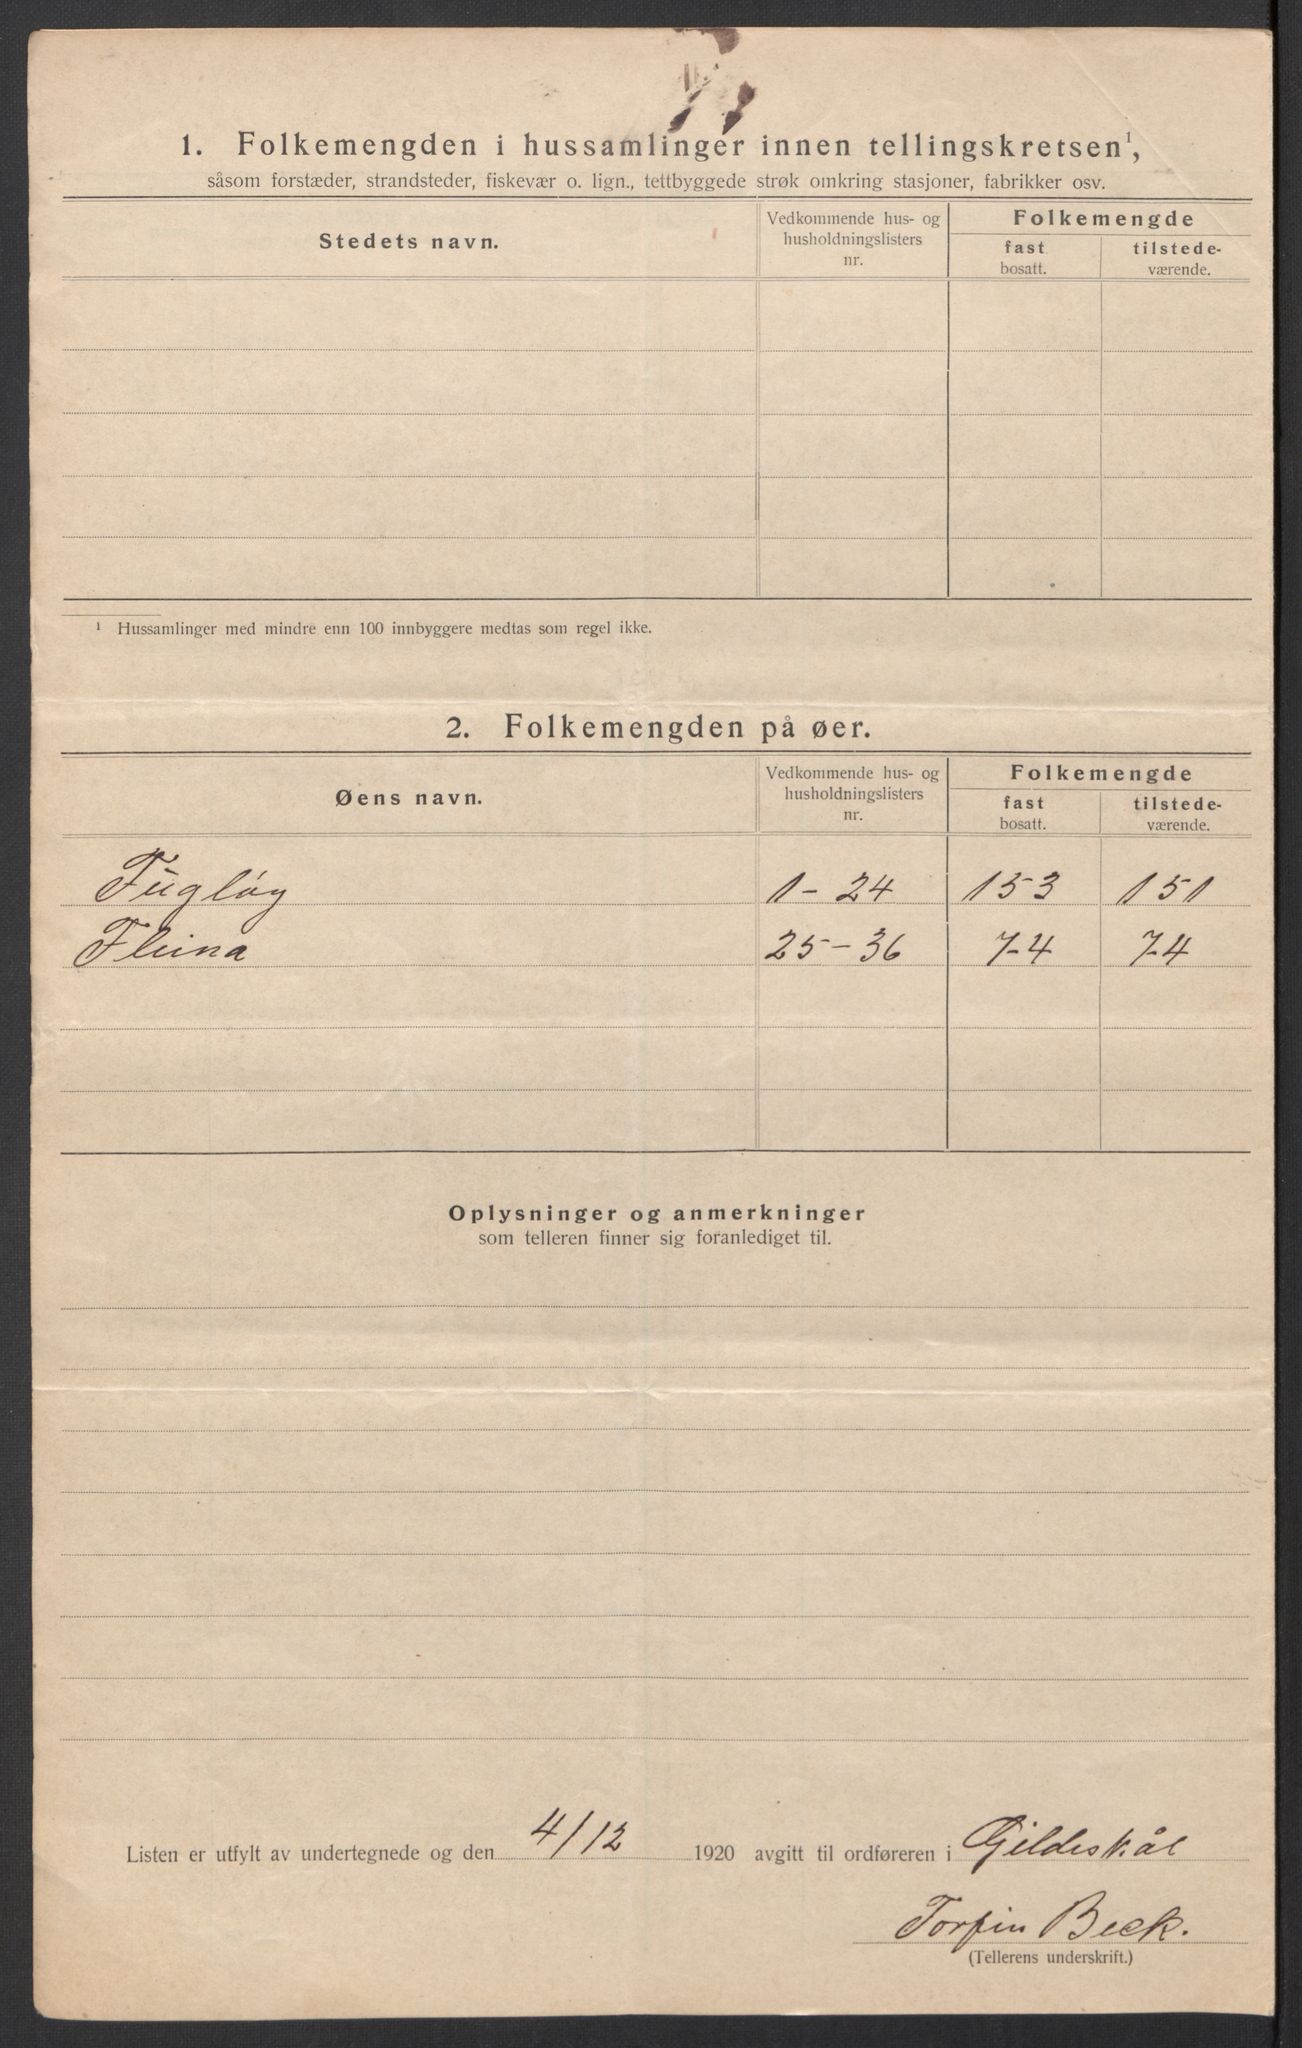 1. Folkemengden i hussamlinger innen tellingskretsen¹,
såsom forstæder, strandsteder, fiskevær o. lign., tettbyggede strøk omkring stasjoner, fabrikker osv.
Stedets navn.
Vedkommende hus- og
husholdningslisters
nr.
Folkemengde
fast
bosatt.
tilstede-
værende.
¹ Hussamlinger med mindre enn 100 innbyggere medtas som regel ikke.
2. Folkemengden på øer.
Øens navn.
Vedkommende hus- og
husholdningslisters
nr.
Folkemengde
fast
bosatt.
tilstede-
værende.
Fugløy 1-24 153 151
Fleina 25-36 74 74
Oplysninger og anmerkninger
som telleren finner sig foranlediget til.
Listen er utfylt av undertegnede og den 4/12 1920 avgitt til ordføreren i Gildeskål
Torfin Beck.
(Tellerens underskrift.)